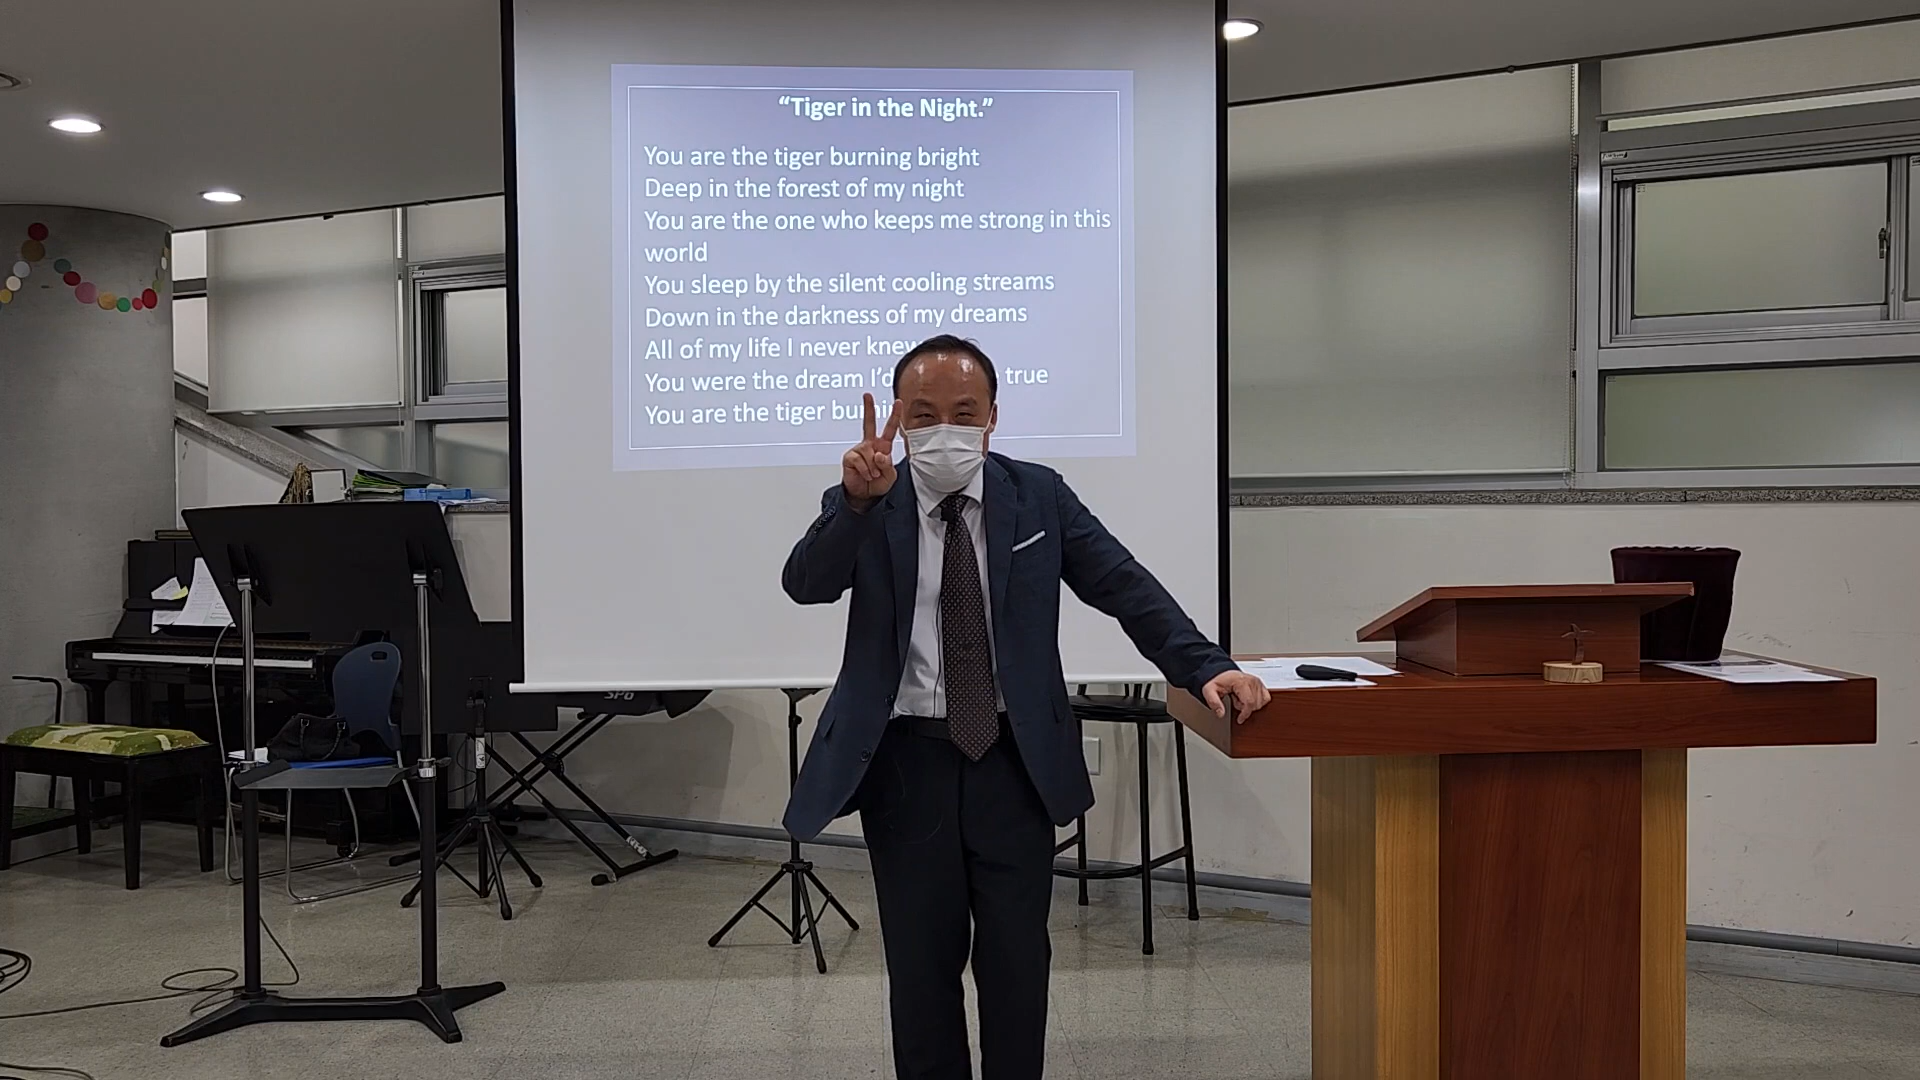 “Tiger in the Night.”
You are the tiger burning bright
Deep in the forest of my night
You are the one who keeps me strong in this
world
You sleep by the silent cooling streams
Down in the darkness of my dreams
All of my life I never knew
You were the dream I’d true
You are the tiger
SP6